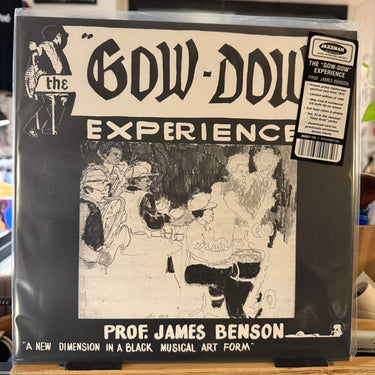 the "GOW-DOW
EXPERIENCE
PROF. JAMES BENSON
"A NEW DIMENSION IN A BLACK MUSICAL ART FORM"
JAZZMAN
THE "GOW-DOW"
EXPERIENCE
PROF. JAMES BENSON